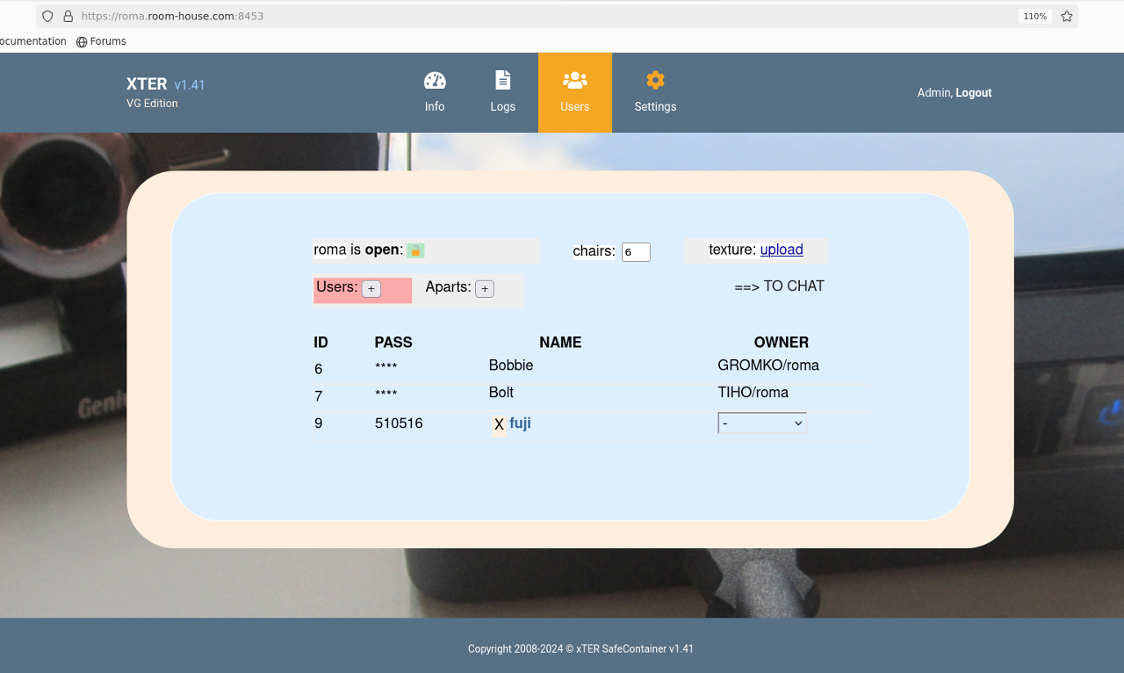 https://roma.room-house.com:8453 110%
ocumentation Forums
XTER v1.41
VG Edition
Info Logs Users Settings
Admin, Logout
Genius
roma is open: chairs: 6 texture: upload
Users: + Aparts: + ==> TO CHAT
ID PASS NAME OWNER
6 **** Bobbie GROMKO/roma
7 **** Bolt TIHO/roma
9 510516 X fuji -
Copyright 2008-2024 © xTER SafeContainer v1.41